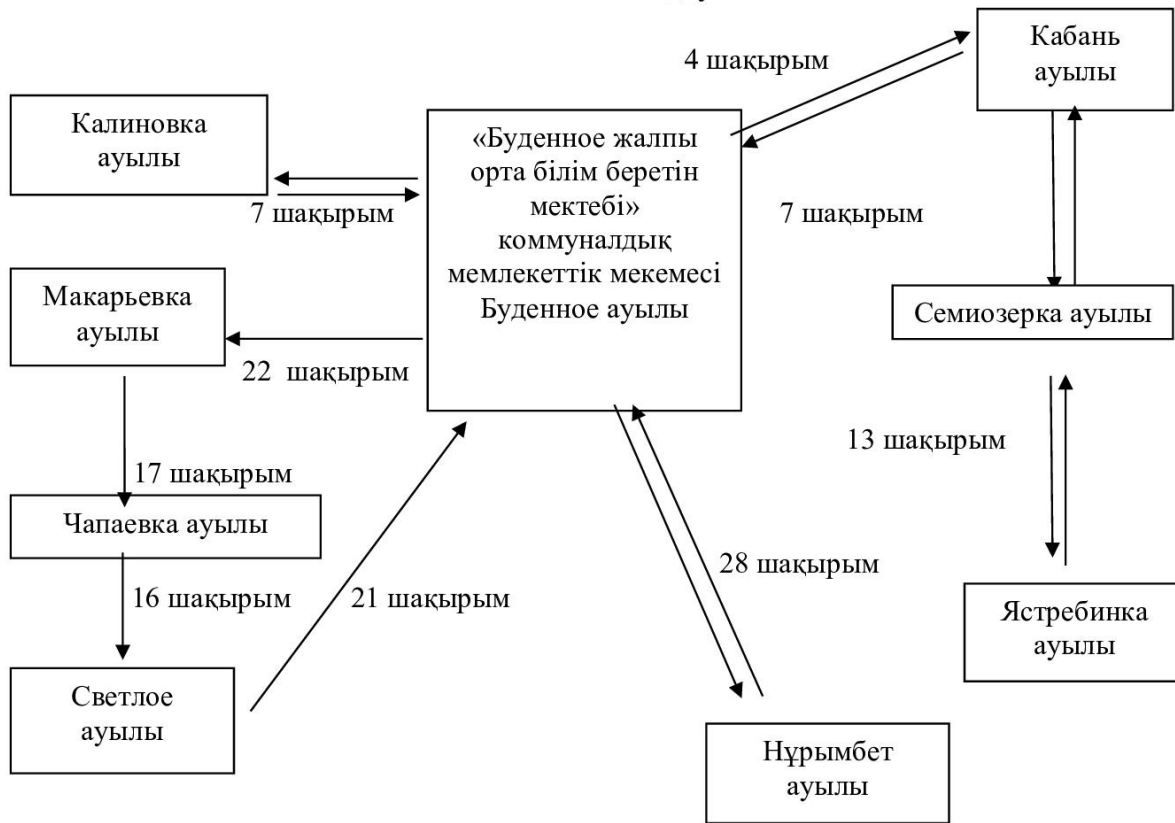 Кабань
ауылы
4 шақырым
Калиновка
ауылы
«Буденное жалпы
орта білім беретін
мектебі»
коммуналдық
мемлекеттік мекемесі
Буденное ауылы
7 шақырым
7 шақырым
Макарьевка
ауылы
Семиозерка ауылы
22 шақырым
13 шақырым
17 шақырым
Чапаевка ауылы
28 шақырым
16 шақырым
21 шақырым
Ястребинка
ауылы
Светлое
ауылы
Нұрымбет
ауылы